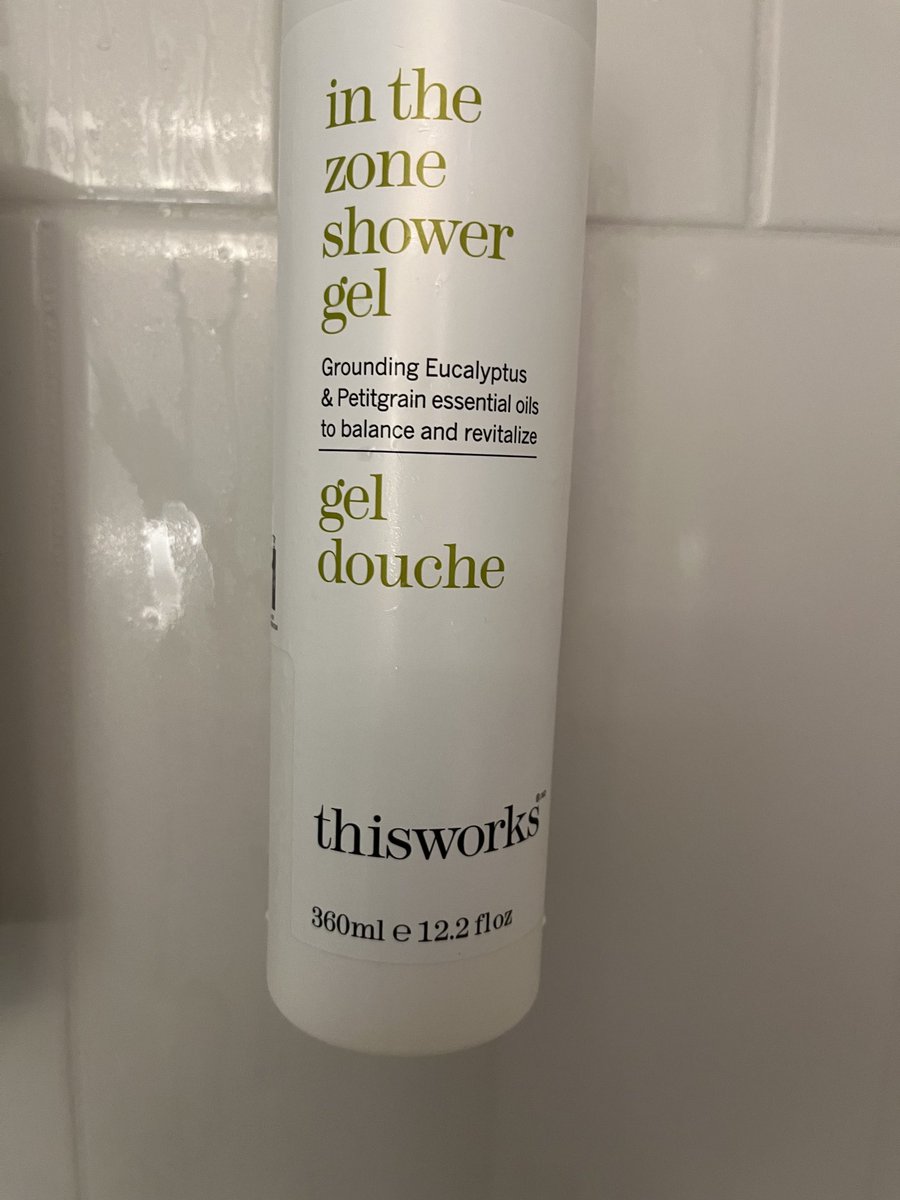 in the
zone
shower
gel
Grounding Eucalyptus
& Petitgrain essential oils
to balance and revitalize
gel
douche
thisworks
360ml e 12.2 fl oz